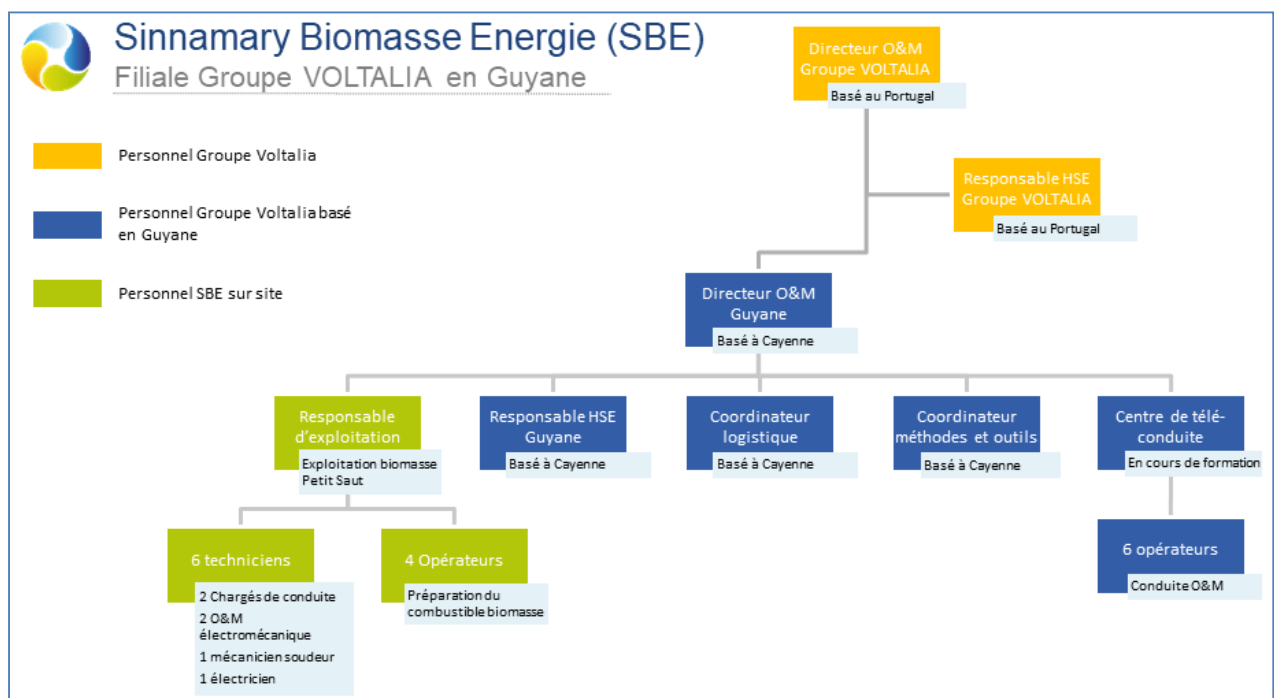 Sinnamary Biomasse Energie (SBE)
Filiale Groupe VOLTALIA en Guyane
Directeur O&M
Groupe VOLTALIA
Basé au Portugal
Personnel Groupe Voltalia
Responsable HSE
Groupe VOLTALIA
Basé au Portugal
Personnel Groupe Voltalia basé
en Guyane
Personnel SBE sur site
Directeur O&M
Guyane
Basé à Cayenne
Responsable
d'exploitation
Exploitation biomasse
Petit Saut
Responsable HSE
Guyane
Basé à Cayenne
Coordinateur
logistique
Basé à Cayenne
Coordinateur
méthodes et outils
Basé à Cayenne
Centre de télé-
conduite
En cours de formation
6 techniciens
2 Chargés de conduite
2 O&M
électromécanique
1 mécanicien soudeur
1 électricien
4 Opérateurs
Préparation du
combustible biomasse
6 opérateurs
Conduite O&M